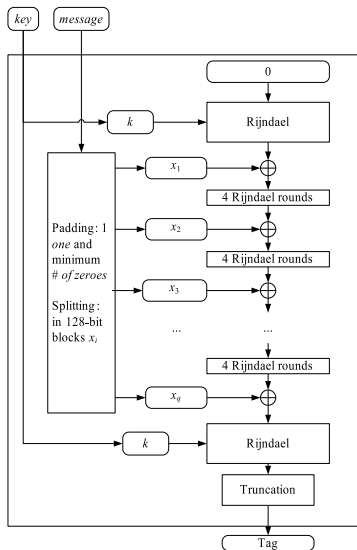 key
message
0
k
Rijndael
x1
4 Rijndael rounds
Padding: 1
one and
minimum
# of zeroes
x2
4 Rijndael rounds
Splitting:
in 128-bit
blocks xi
x3
...
...
4 Rijndael rounds
xq
k
Rijndael
Truncation
Tag